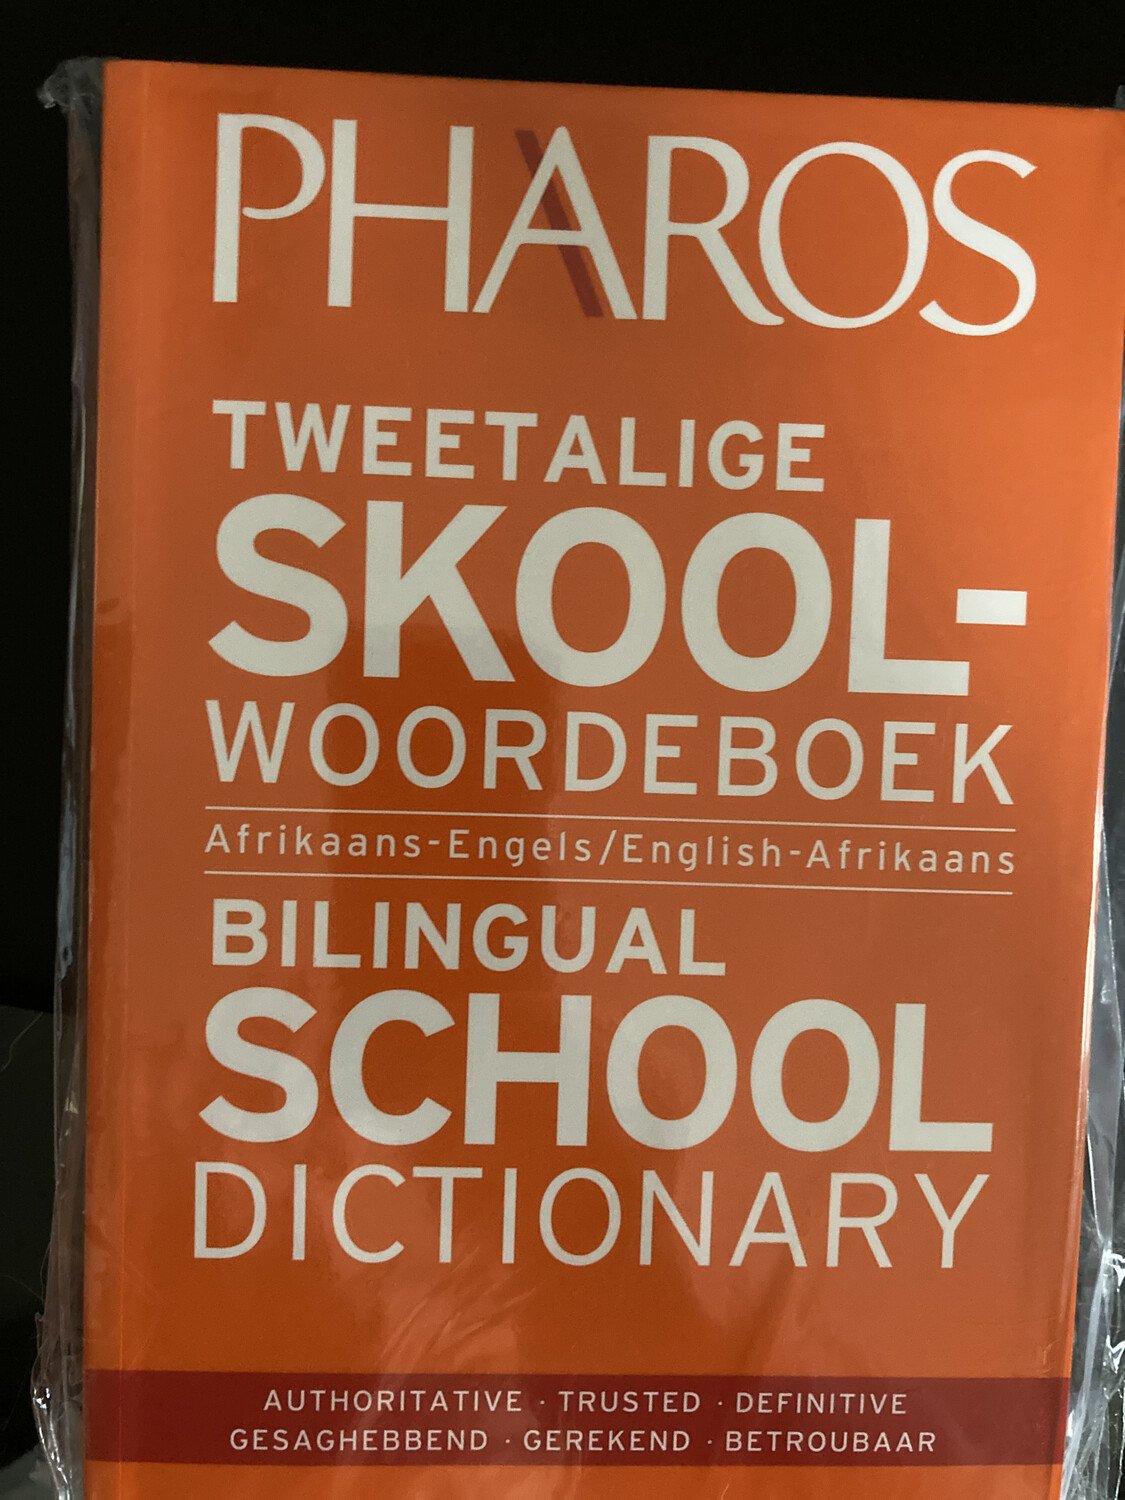 PHAROS
TWEETALIGE
SKOOL-
WOORDEBOEK
Afrikaans-Engels/English-Afrikaans
BILINGUAL
SCHOOL
DICTIONARY
AUTHORITATIVE · TRUSTED · DEFINITIVE
GESAGHEBBEND · GEREKEND · BETROUBAAR